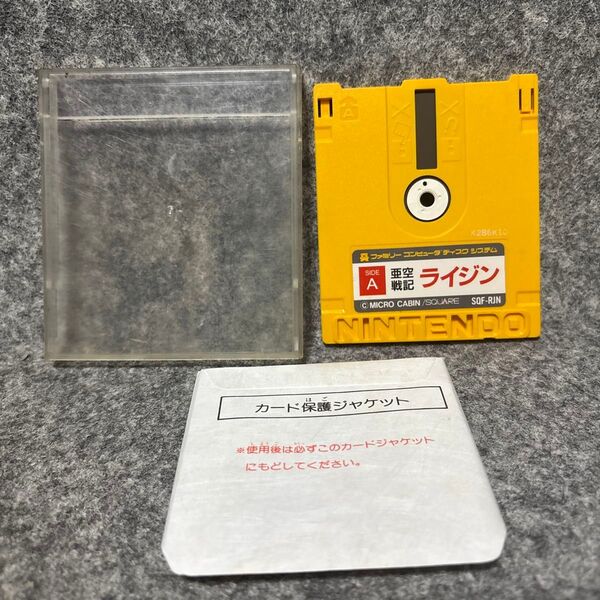 ファミリー コンピュータ ディスク システム
SIDE A 亜空戦記 ライジン
© MICRO CABIN/SQUARE SQF-RJN
NINTENDO
カード保護ジャケット
※使用後は必ずこのカードジャケット
にもどしてください。